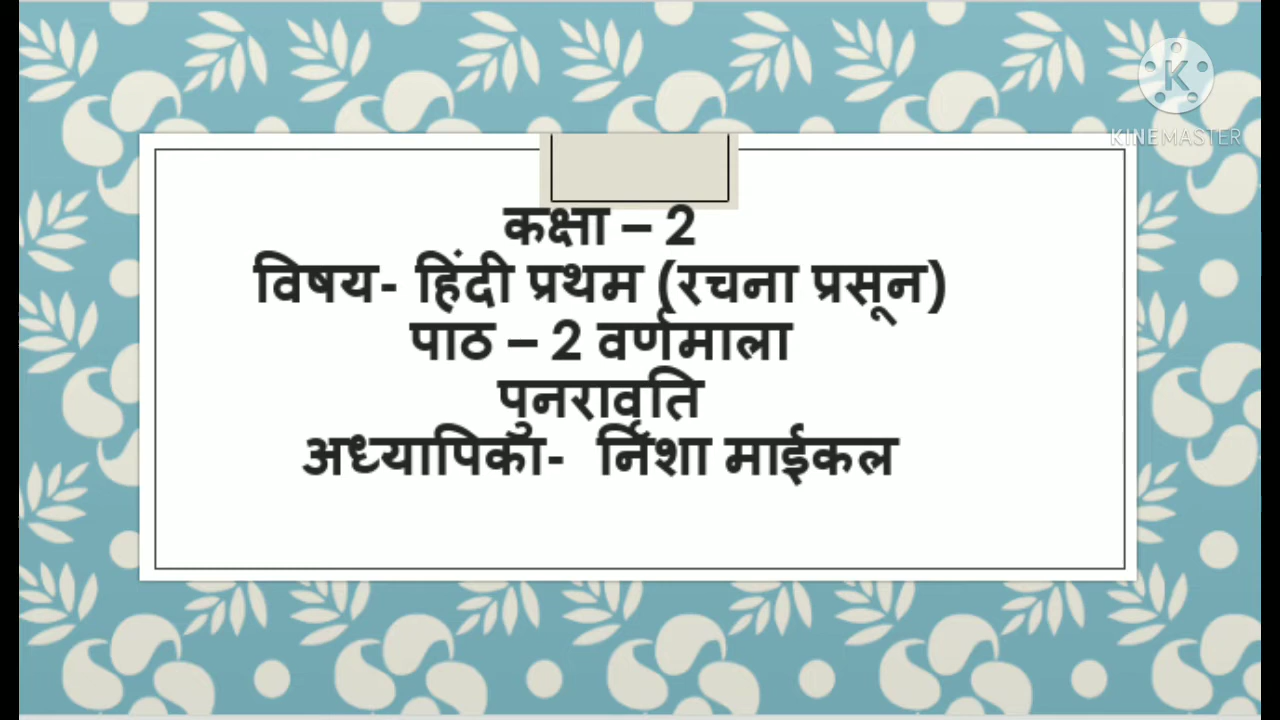 K
KINEMASTER
कक्षा – 2
विषय- हिंदी प्रथम (रचना प्रसून)
पाठ – 2 वर्णमाला
पुनरावृति
अध्यापिका- निशा माईकल